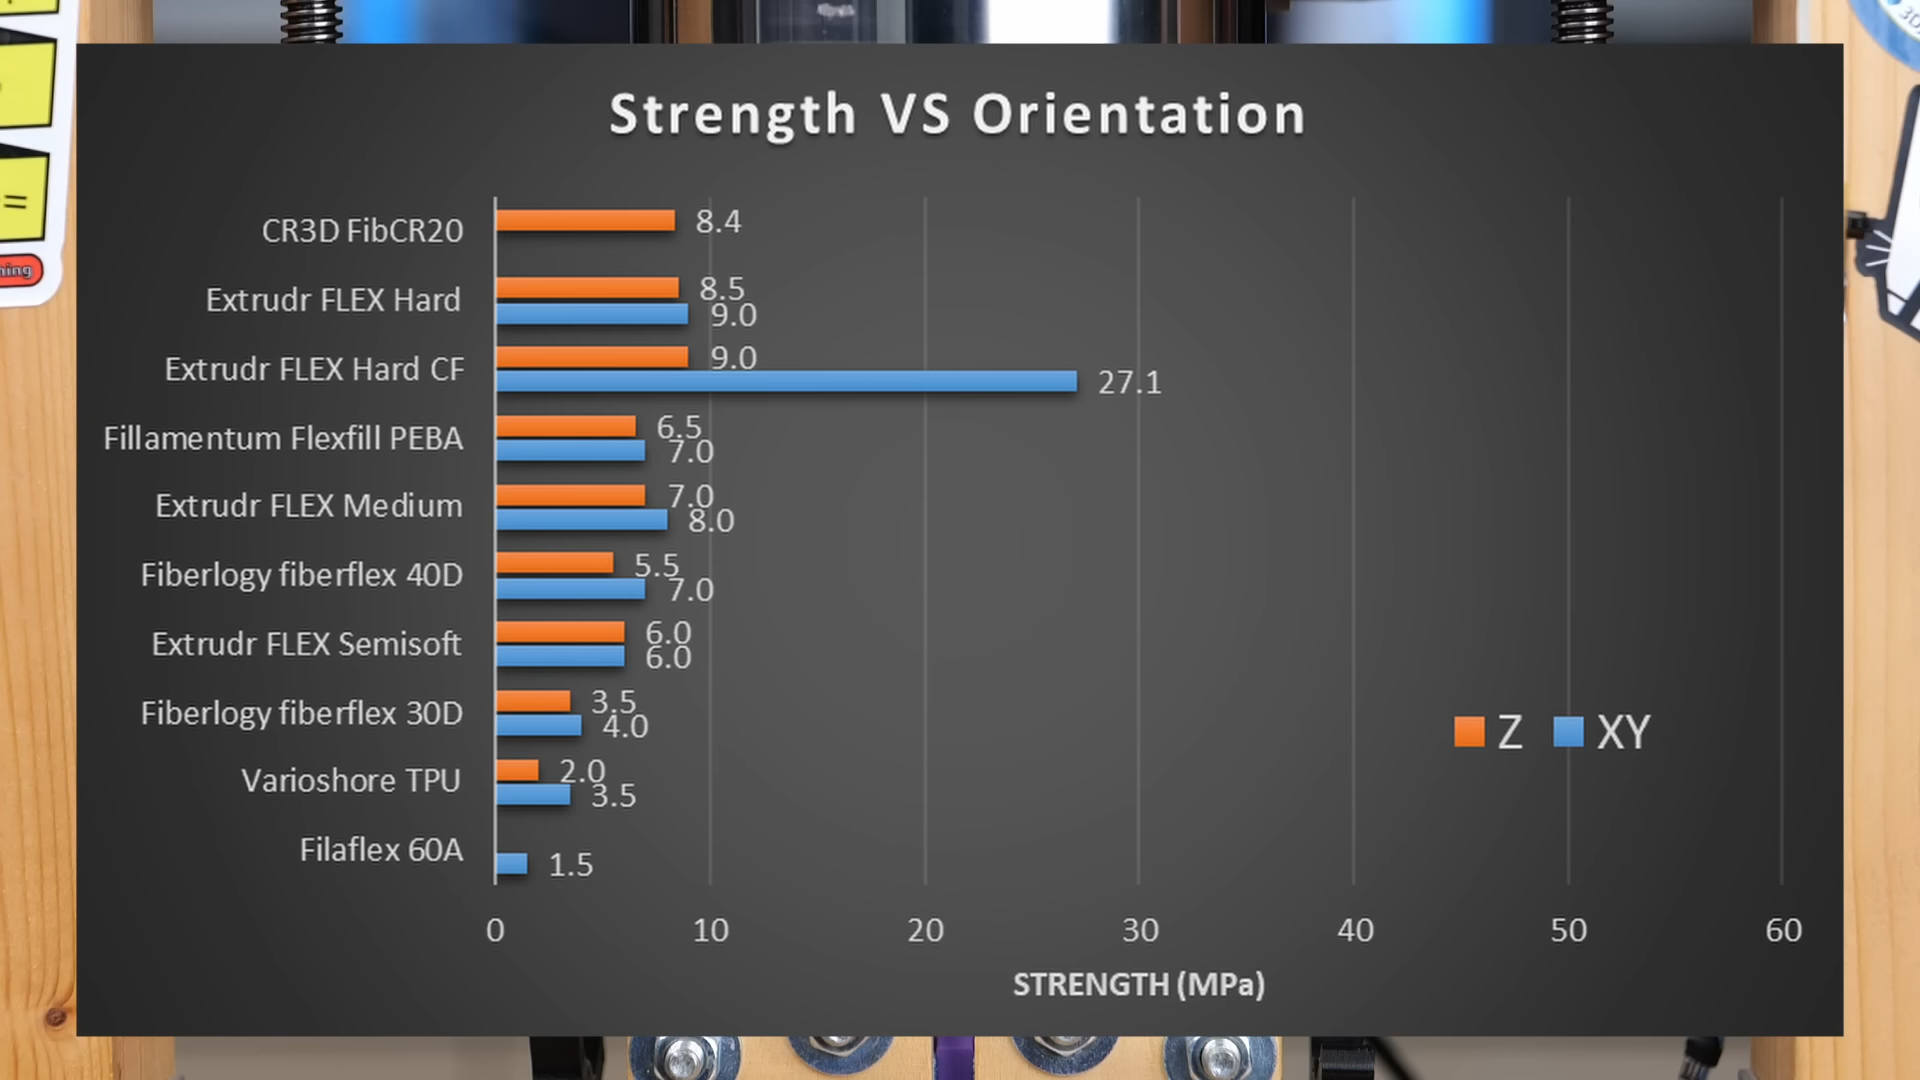 Strength VS Orientation
CR3D FibCR20
8.4
Extrudr FLEX Hard
8.5
9.0
Extrudr FLEX Hard CF
9.0
27.1
Fillamentum Flexfill PEBA
6.5
7.0
Extrudr FLEX Medium
7.0
8.0
Fiberlogy fiberflex 40D
5.5
7.0
Extrudr FLEX Semisoft
6.0
6.0
Fiberlogy fiberflex 30D
3.5
4.0
Varioshore TPU
2.0
3.5
Filaflex 60A
1.5
Z XY
0 10 20 30 40 50 60
STRENGTH (MPa)
=